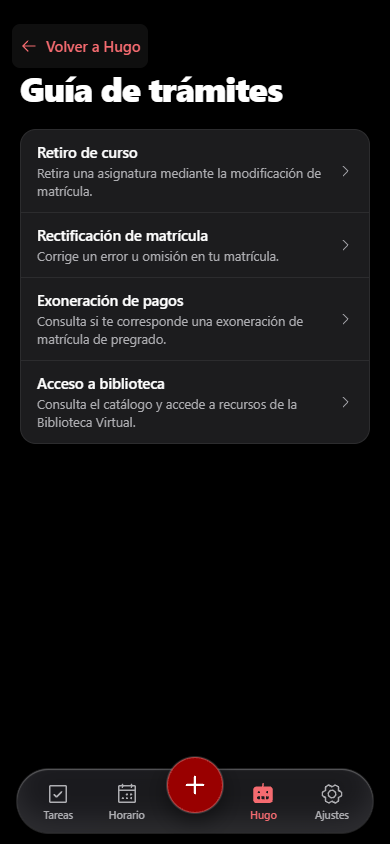 Volver a Hugo
Guía de trámites
Retiro de curso
Retira una asignatura mediante la modificación de
matrícula.
Rectificación de matrícula
Corrige un error u omisión en tu matrícula.
Exoneración de pagos
Consulta si te corresponde una exoneración de
matrícula de pregrado.
Acceso a biblioteca
Consulta el catálogo y accede a recursos de la
Biblioteca Virtual.
Tareas
Horario
Hugo
Ajustes